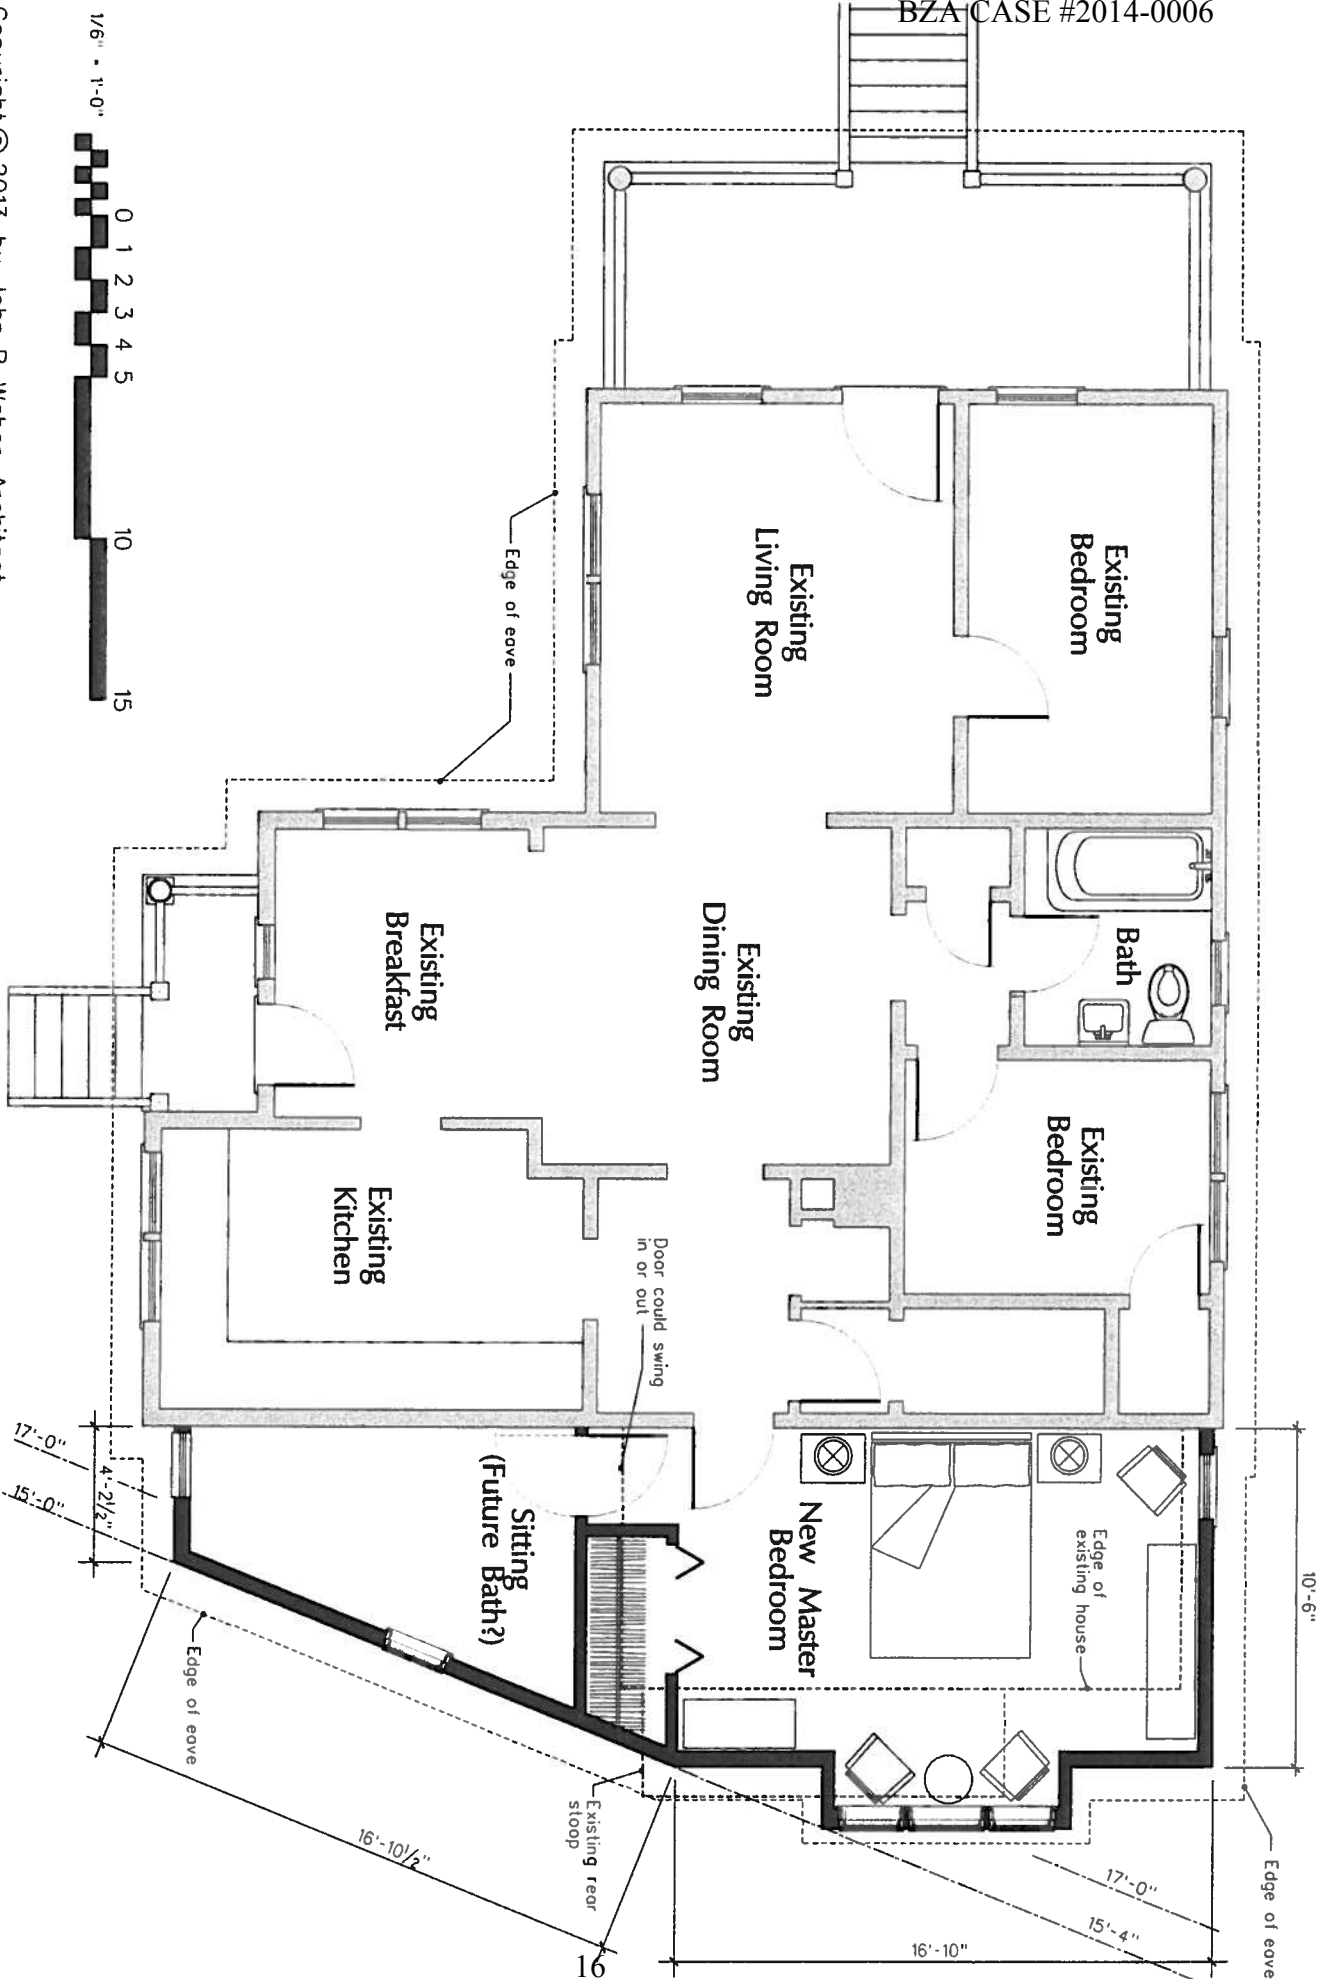 BZA CASE #2014-0006
1/6" = 1'-0"
0 1 2 3 4 5 10 15
Existing
Bedroom
Existing
Living Room
Edge of eave
Bath
Existing
Dining Room
Existing
Breakfast
Existing
Bedroom
Existing
Kitchen
Door could swing
in or out
New Master
Bedroom
Edge of
existing house
Sitting
(Future Bath?)
10'-6"
17'-0"
15'-0"
4'-2 1/2"
Edge of eave
16'-10 1/2"
Existing rear
stoop
17'-0"
15'-4"
16'-10"
Edge of eave
16